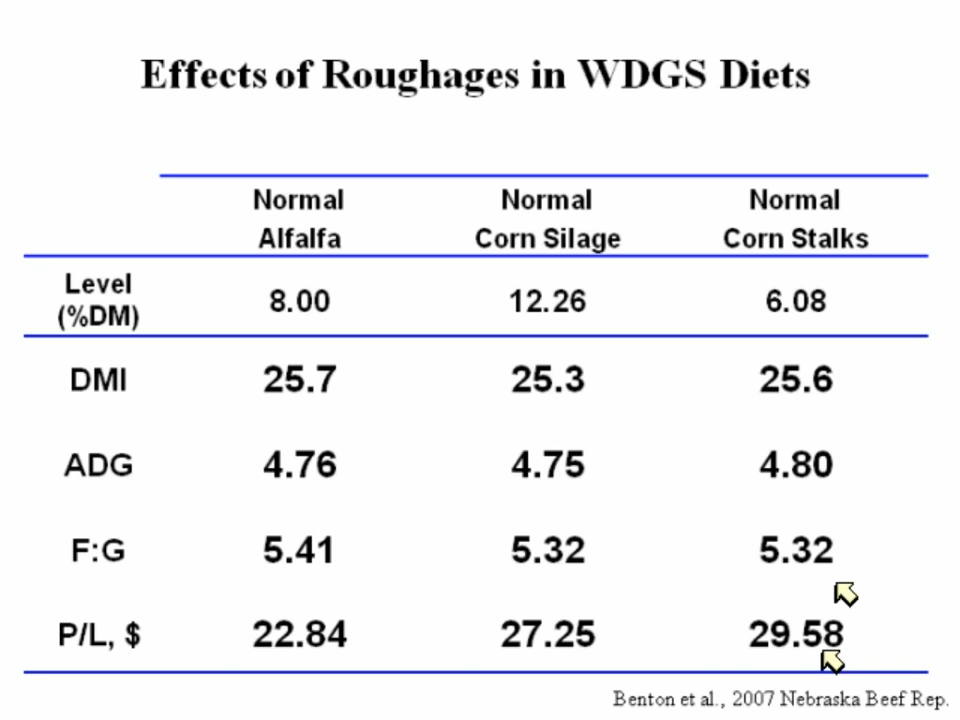 Effects of Roughages in WDGS Diets
Normal Normal Normal
Alfalfa Corn Silage Corn Stalks
Level
(%DM) 8.00 12.26 6.08
DMI 25.7 25.3 25.6
ADG 4.76 4.75 4.80
F:G 5.41 5.32 5.32
P/L, $ 22.84 27.25 29.58
Benton et al., 2007 Nebraska Beef Rep.